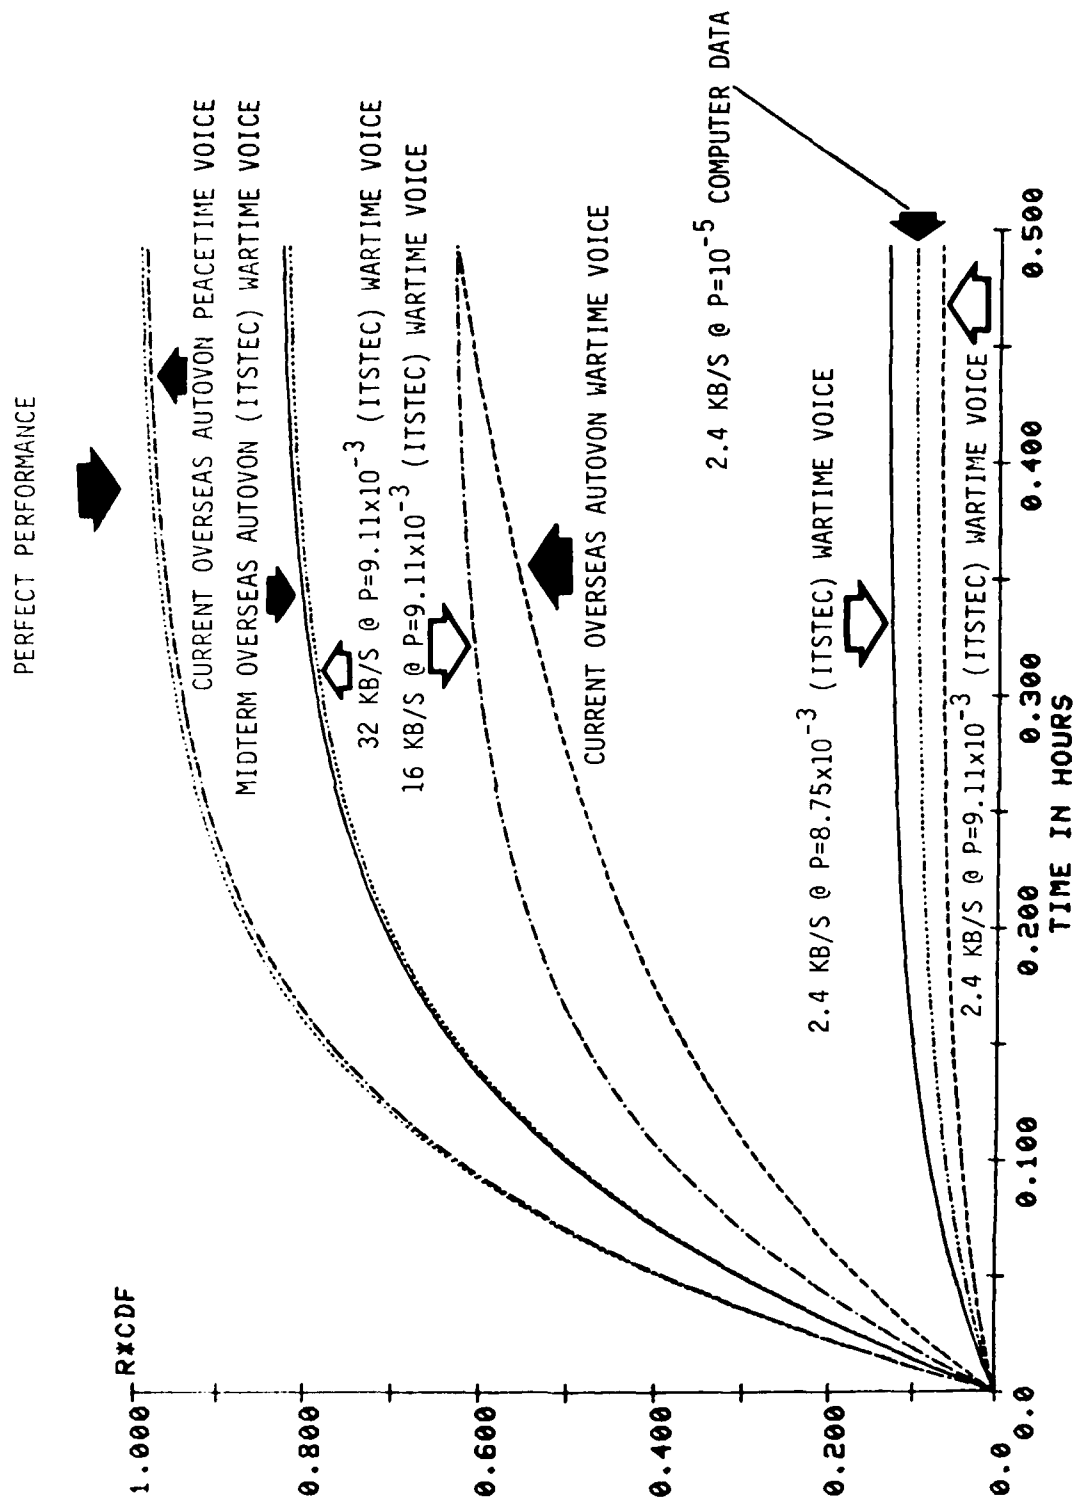 PERFECT PERFORMANCE
CURRENT OVERSEAS AUTOVON PEACETIME VOICE
MIDTERM OVERSEAS AUTOVON (ITSTEC) WARTIME VOICE
32 KB/S @ P=9.11x10⁻³ (ITSTEC) WARTIME VOICE
16 KB/S @ P=9.11x10⁻³ (ITSTEC) WARTIME VOICE
CURRENT OVERSEAS AUTOVON WARTIME VOICE
2.4 KB/S @ P=10⁻⁵ COMPUTER DATA
2.4 KB/S @ P=8.75x10⁻³ (ITSTEC) WARTIME VOICE
2.4 KB/S @ P=9.11x10⁻³ (ITSTEC) WARTIME VOICE
R*CDF
1.000
0.800
0.600
0.400
0.200
0.0
0.0
0.100
0.200
0.300
0.400
0.500
TIME IN HOURS